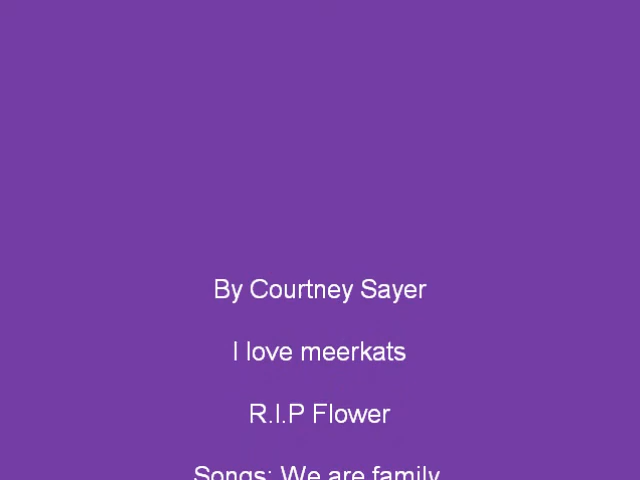 By Courtney Sayer
I love meerkats
R.I.P Flower
Songs: We are family